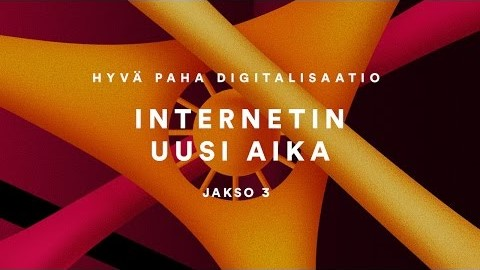 HYVÄ PAHA DIGITALISAATIO
INTERNETIN
UUSI AIKA
JAKSO 3